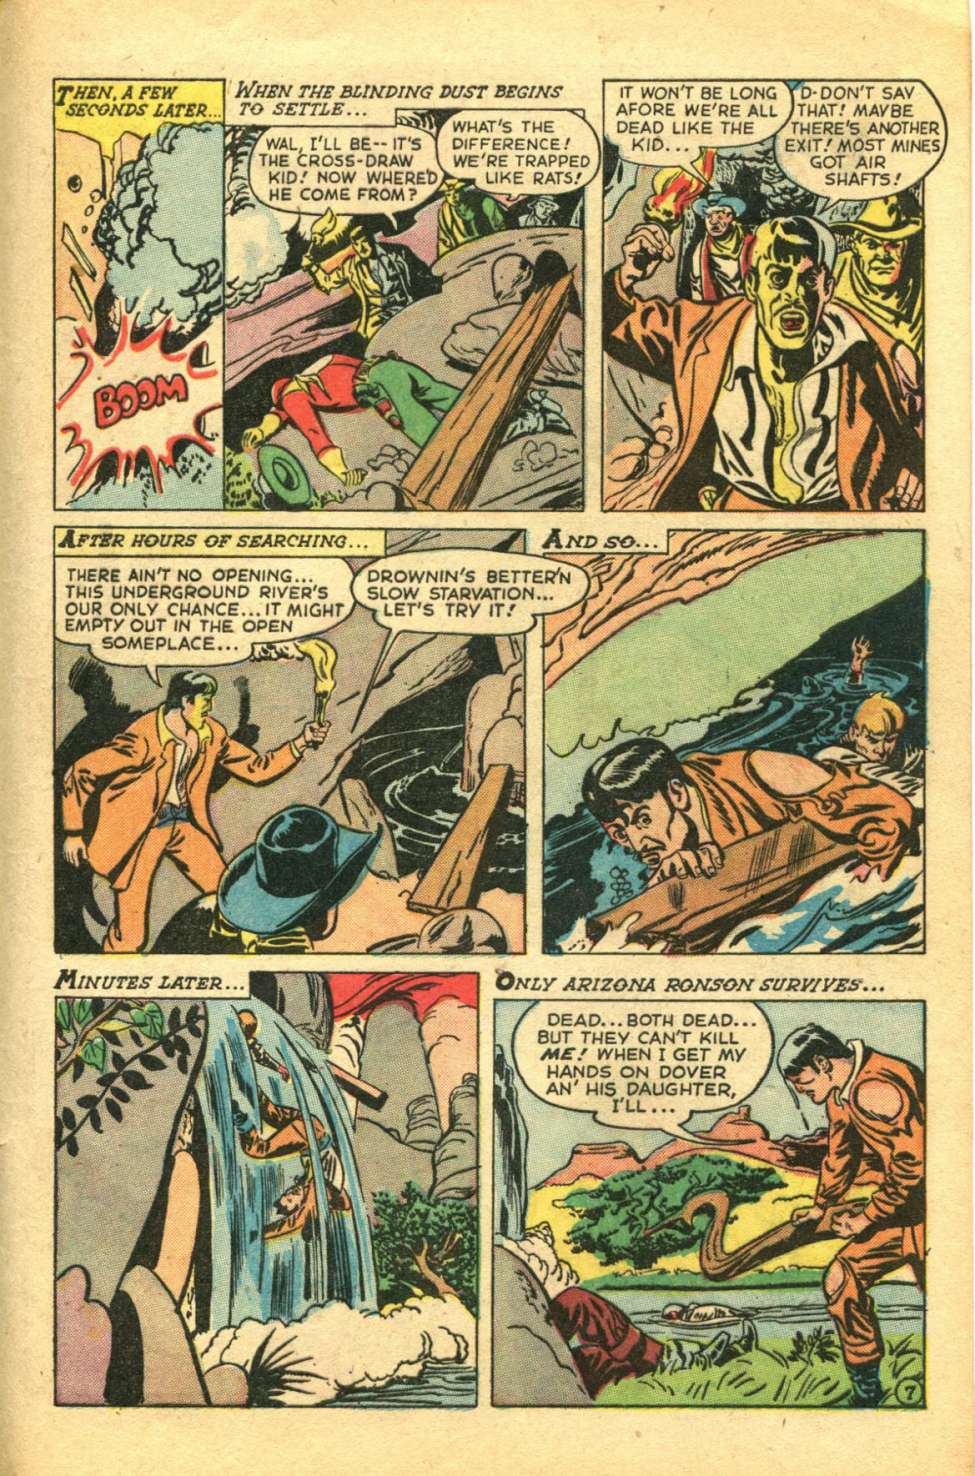 THEN, A FEW
SECONDS LATER...
BOOM
WHEN THE BLINDING DUST BEGINS
TO SETTLE...
WAL, I'LL BE-- IT'S
THE CROSS-DRAW
KID! NOW WHERE'D
HE COME FROM?
WHAT'S THE
DIFFERENCE!
WE'RE TRAPPED
LIKE RATS!
IT WON'T BE LONG
AFORE WE'RE ALL
DEAD LIKE THE
KID...
D-DON'T SAY
THAT! MAYBE
THERE'S ANOTHER
EXIT! MOST MINES
GOT AIR
SHAFTS!
AFTER HOURS OF SEARCHING...
THERE AIN'T NO OPENING...
THIS UNDERGROUND RIVER'S
OUR ONLY CHANCE...IT MIGHT
EMPTY OUT IN THE OPEN
SOMEPLACE...
DROWNIN'S BETTER'N
SLOW STARVATION...
LET'S TRY IT!
AND SO...
MINUTES LATER...
ONLY ARIZONA RONSON SURVIVES...
DEAD...BOTH DEAD...
BUT THEY CAN'T KILL
ME! WHEN I GET MY
HANDS ON DOVER
AN' HIS DAUGHTER,
I'LL...
7